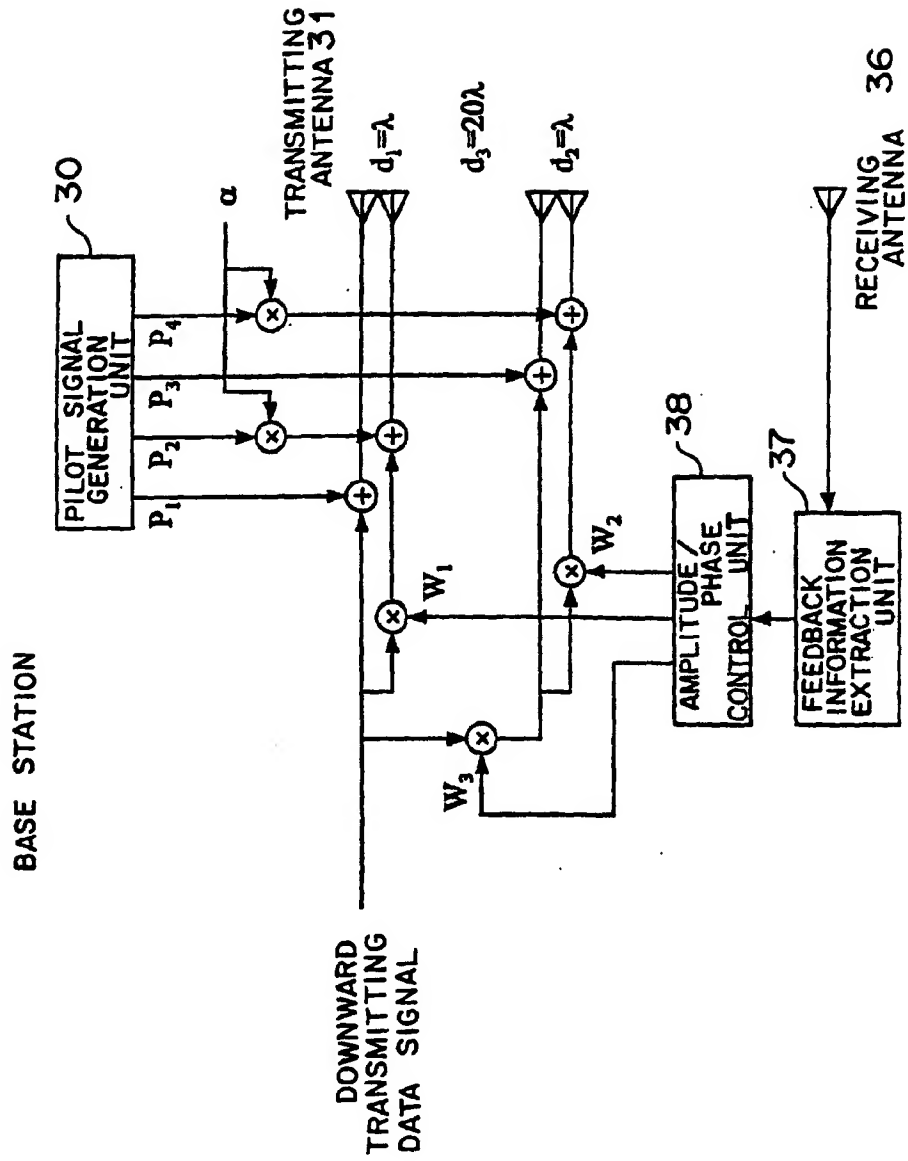 BASE STATION
PILOT SIGNAL
GENERATION
UNIT
30
P₁
P₂
P₃
P₄
α
TRANSMITTING
ANTENNA 31
d₁=λ
d₃=20λ
d₂=λ
DOWNWARD
TRANSMITTING
DATA SIGNAL
W₁
W₂
W₃
AMPLITUDE/
PHASE
CONTROL UNIT
38
FEEDBACK
INFORMATION
EXTRACTION
UNIT
37
RECEIVING
ANTENNA 36